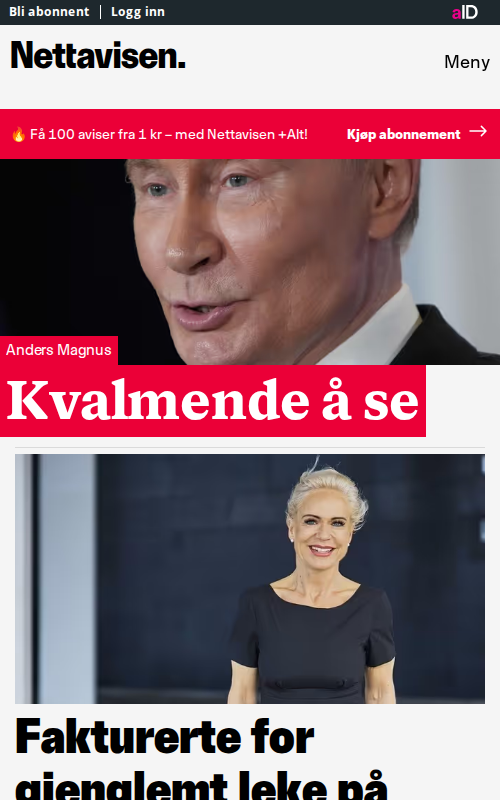 Bli abonnent | Logg inn
aID
Nettavisen.
Meny
🔥 Få 100 aviser fra 1 kr – med Nettavisen +Alt!
Kjøp abonnement →
Anders Magnus
Kvalmende å se
Fakturerte for
gjenglemt leke på